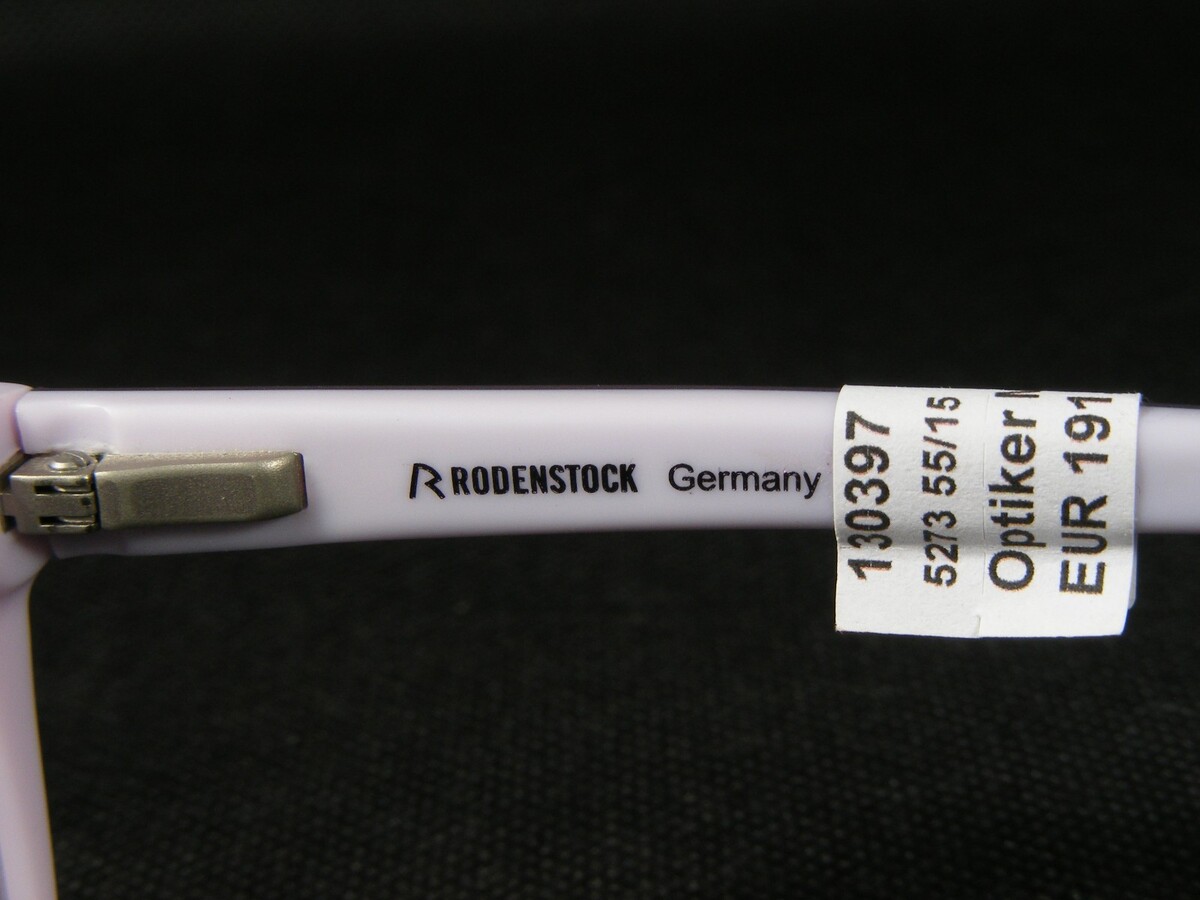 RODENSTOCK Germany
130397
5273 55/15
Optiker
EUR 191